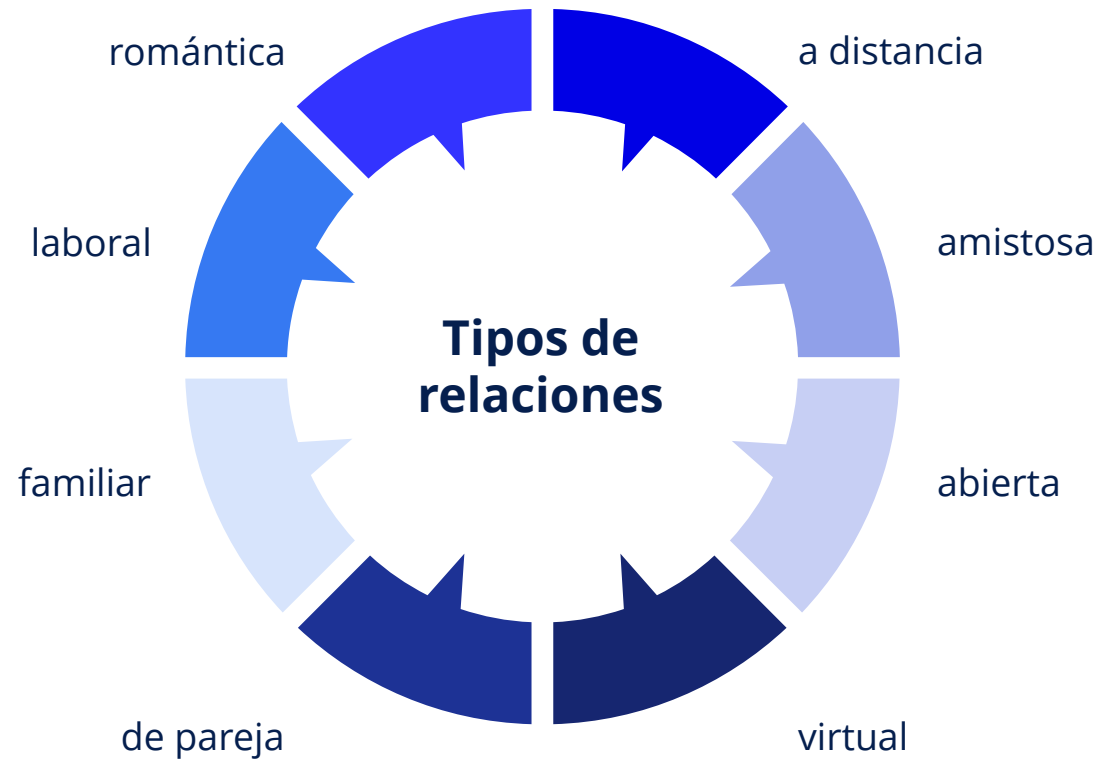 romántica
a distancia
laboral
amistosa
Tipos de
relaciones
familiar
abierta
de pareja
virtual